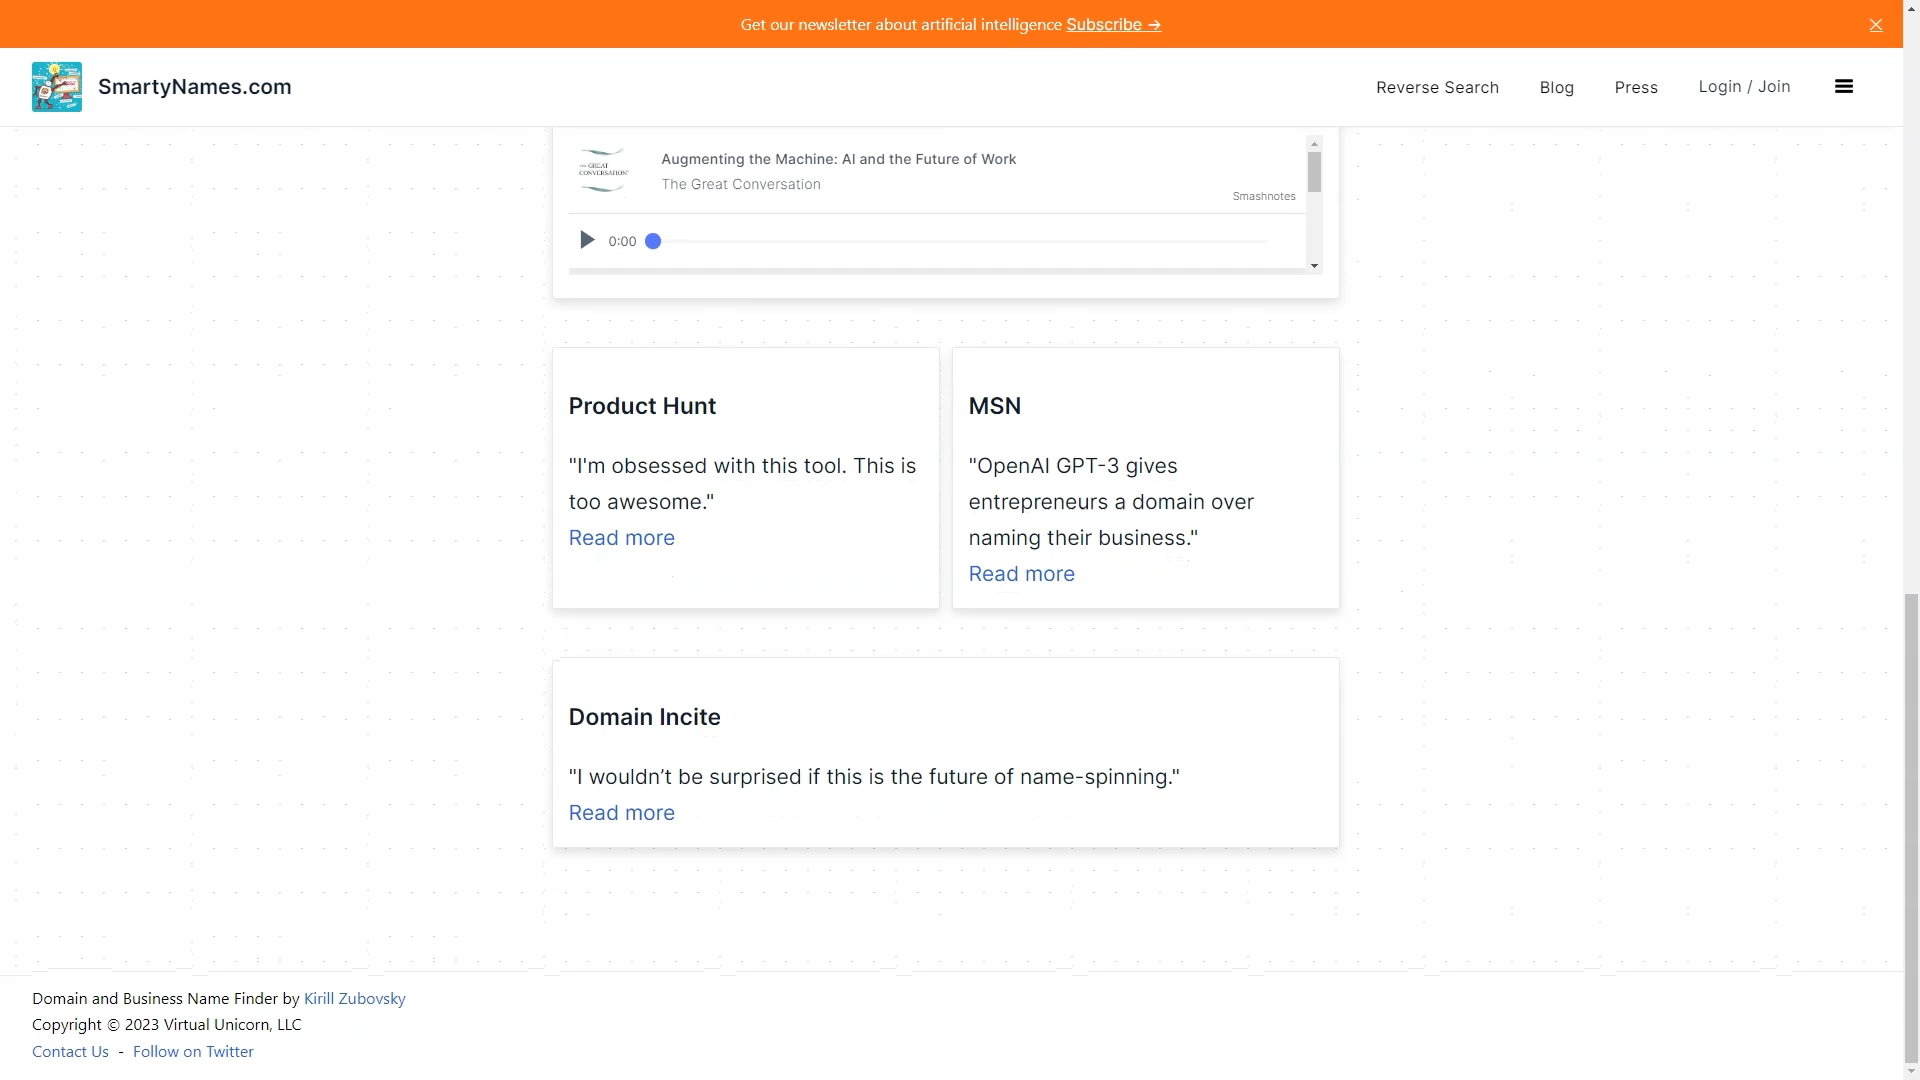 Get our newsletter about artificial intelligence Subscribe →
SmartyNames.com
Reverse Search
Blog
Press
Login / Join
THE GREAT
CONVERSATION
Augmenting the Machine: AI and the Future of Work
The Great Conversation
Smashnotes
0:00
Product Hunt
"I'm obsessed with this tool. This is
too awesome."
Read more
MSN
"OpenAI GPT-3 gives
entrepreneurs a domain over
naming their business."
Read more
Domain Incite
"I wouldn’t be surprised if this is the future of name-spinning."
Read more
Domain and Business Name Finder by Kirill Zubovsky
Copyright © 2023 Virtual Unicorn, LLC
Contact Us - Follow on Twitter